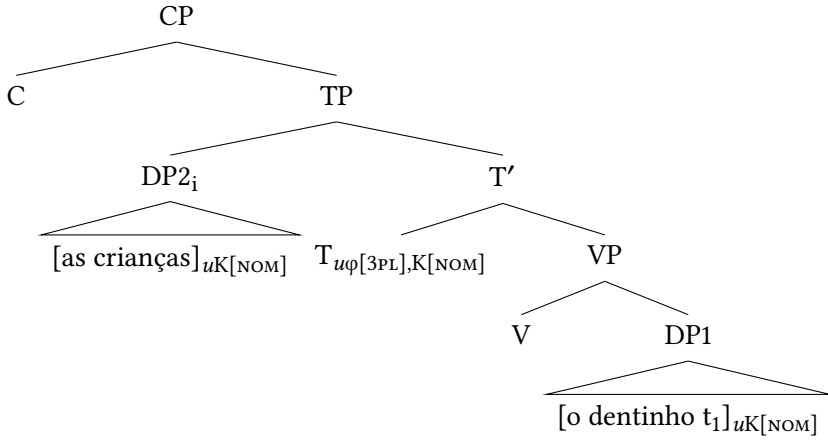 CP
C
TP
DP2i
T′
[as crianças]uK[NOM]
Tuφ[3PL],K[NOM]
VP
V
DP1
[o dentinho t1]uK[NOM]